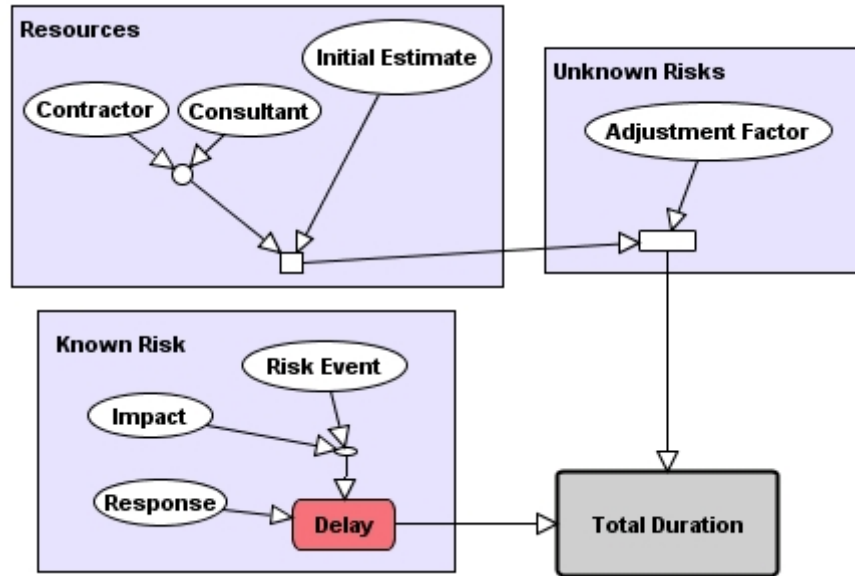 Resources
Initial Estimate
Contractor
Consultant
Unknown Risks
Adjustment Factor
Known Risk
Risk Event
Impact
Response
Delay
Total Duration